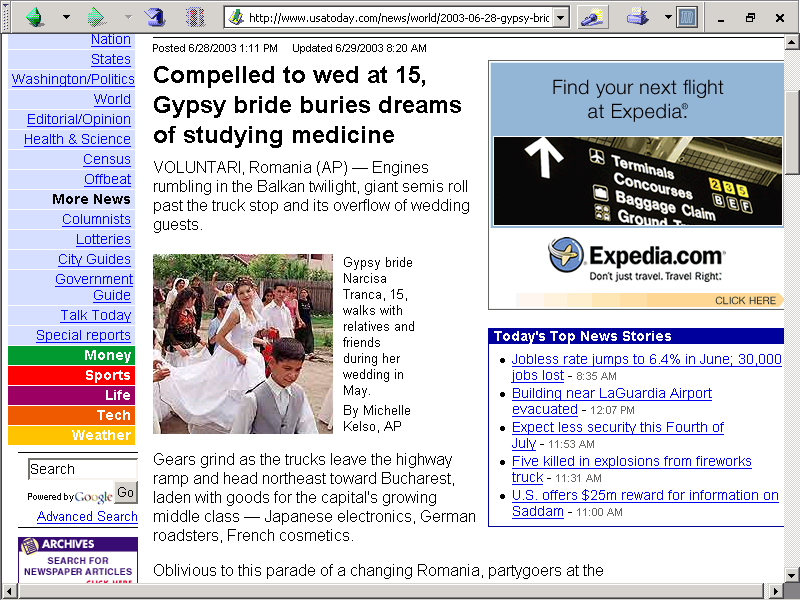 http://www.usatoday.com/news/world/2003-06-28-gypsy-bric
Nation
States
Washington/Politics
World
Editorial/Opinion
Health & Science
Census
Offbeat
More News
Columnists
Lotteries
City Guides
Government
Guide
Talk Today
Special reports
Money
Sports
Life
Tech
Weather
Search
Powered by Google Go
Advanced Search
ARCHIVES
SEARCH FOR
NEWSPAPER ARTICLES
CLICK HERE
Posted 6/28/2003 1:11 PM Updated 6/29/2003 8:20 AM
Compelled to wed at 15,
Gypsy bride buries dreams
of studying medicine
VOLUNTARI, Romania (AP) — Engines
rumbling in the Balkan twilight, giant semis roll
past the truck stop and its overflow of wedding
guests.
Gypsy bride
Narcisa
Tranca, 15,
walks with
relatives and
friends
during her
wedding in
May.
By Michelle
Kelso, AP
Gears grind as the trucks leave the highway
ramp and head northeast toward Bucharest,
laden with goods for the capital's growing
middle class — Japanese electronics, German
roadsters, French cosmetics.
Oblivious to this parade of a changing Romania, partygoers at the
Find your next flight
at Expedia.®
Terminals
Concourses 2 3 5
Baggage Claim B E F
Ground Tr
Expedia.com®
Don't just travel. Travel Right.™
CLICK HERE
Today's Top News Stories
• Jobless rate jumps to 6.4% in June; 30,000
jobs lost - 8:35 AM
• Building near LaGuardia Airport
evacuated - 12:07 PM
• Expect less security this Fourth of
July - 11:53 AM
• Five killed in explosions from fireworks
truck - 11:31 AM
• U.S. offers $25m reward for information on
Saddam - 11:00 AM